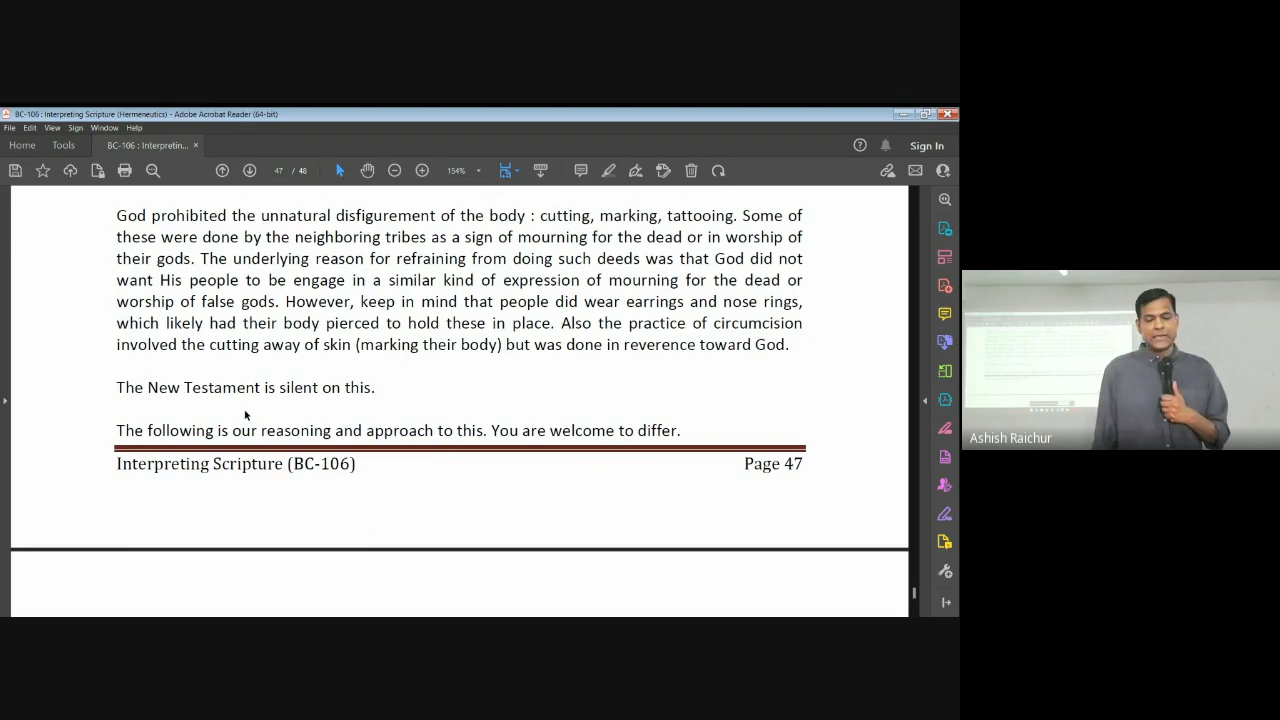 BC-106 : Interpreting Scripture (Hermeneutics) - Adobe Acrobat Reader (64-bit)
File Edit View Sign Window Help
Home Tools BC-106 : Interpretin... × Sign In
47 / 48 154%
God prohibited the unnatural disfigurement of the body : cutting, marking, tattooing. Some of
these were done by the neighboring tribes as a sign of mourning for the dead or in worship of
their gods. The underlying reason for refraining from doing such deeds was that God did not
want His people to be engage in a similar kind of expression of mourning for the dead or
worship of false gods. However, keep in mind that people did wear earrings and nose rings,
which likely had their body pierced to hold these in place. Also the practice of circumcision
involved the cutting away of skin (marking their body) but was done in reverence toward God.
The New Testament is silent on this.
The following is our reasoning and approach to this. You are welcome to differ.
Interpreting Scripture (BC-106) Page 47
Ashish Raichur